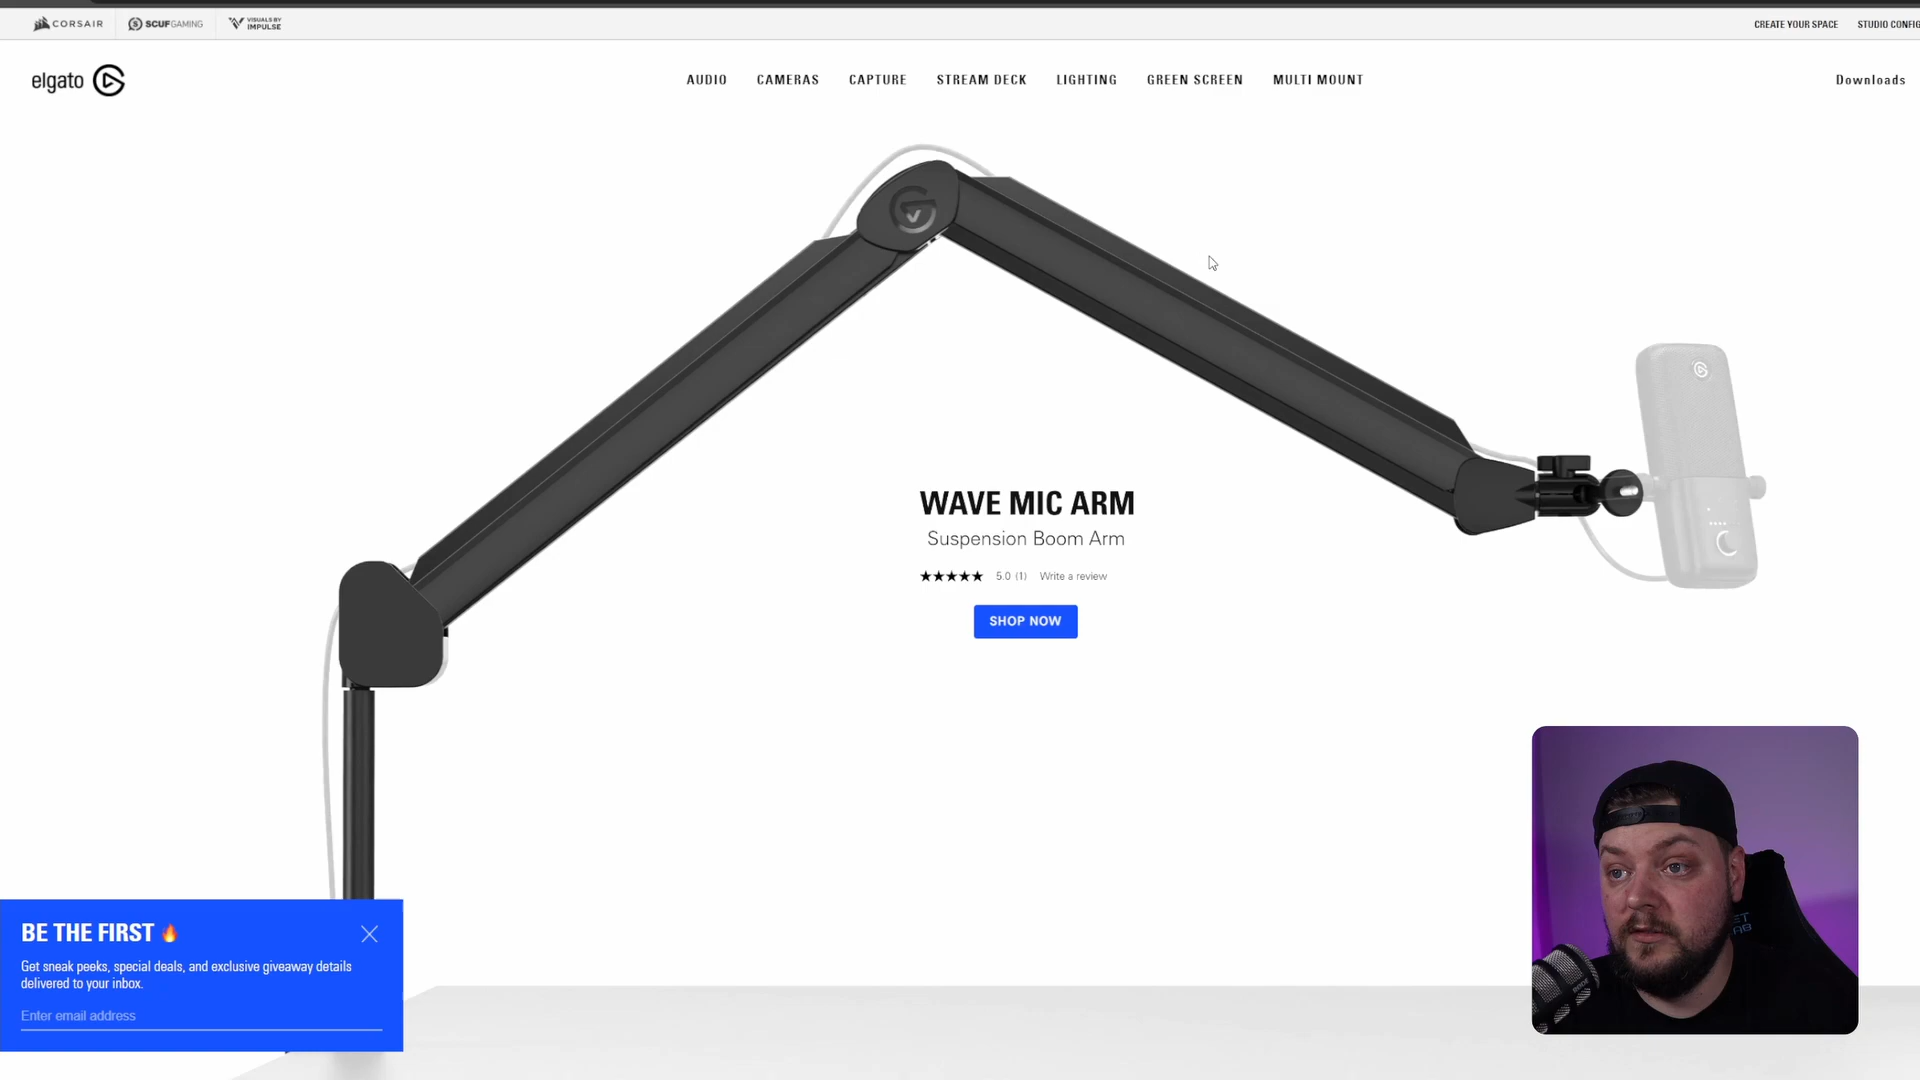 CORSAIR
SCUFGAMING
VISUALS BY
IMPULSE
CREATE YOUR SPACE
STUDIO CONFIG
elgato
AUDIO
CAMERAS
CAPTURE
STREAM DECK
LIGHTING
GREEN SCREEN
MULTI MOUNT
Downloads
WAVE MIC ARM
Suspension Boom Arm
★★★★★ 5.0 (1) Write a review
SHOP NOW
BE THE FIRST 🔥
Get sneak peeks, special deals, and exclusive giveaway details
delivered to your inbox.
Enter email address
RODE